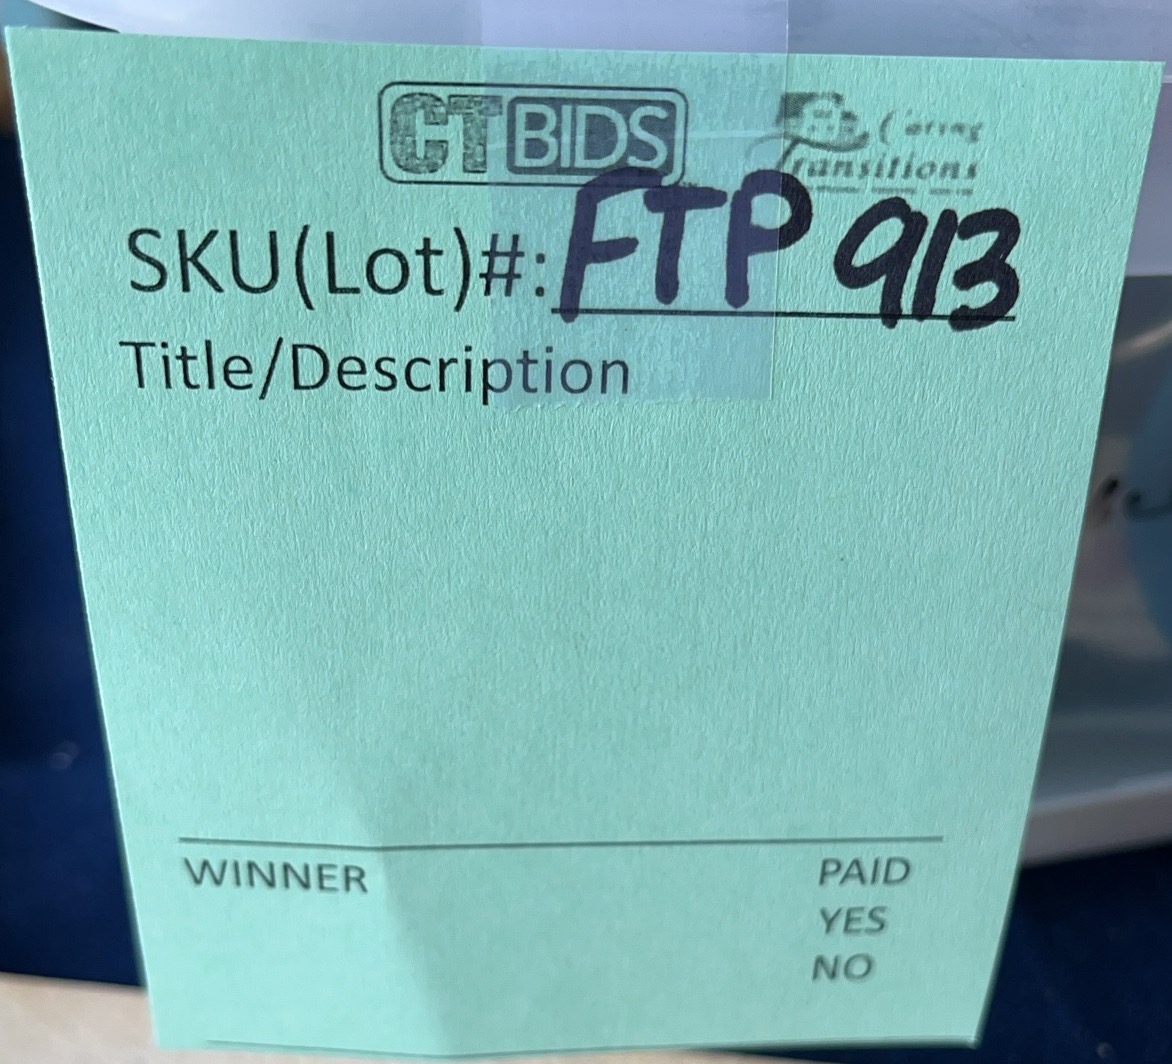 CT BIDS
Caring
Transitions
SKU(Lot)#: FTP 913
Title/Description
WINNER PAID
YES
NO